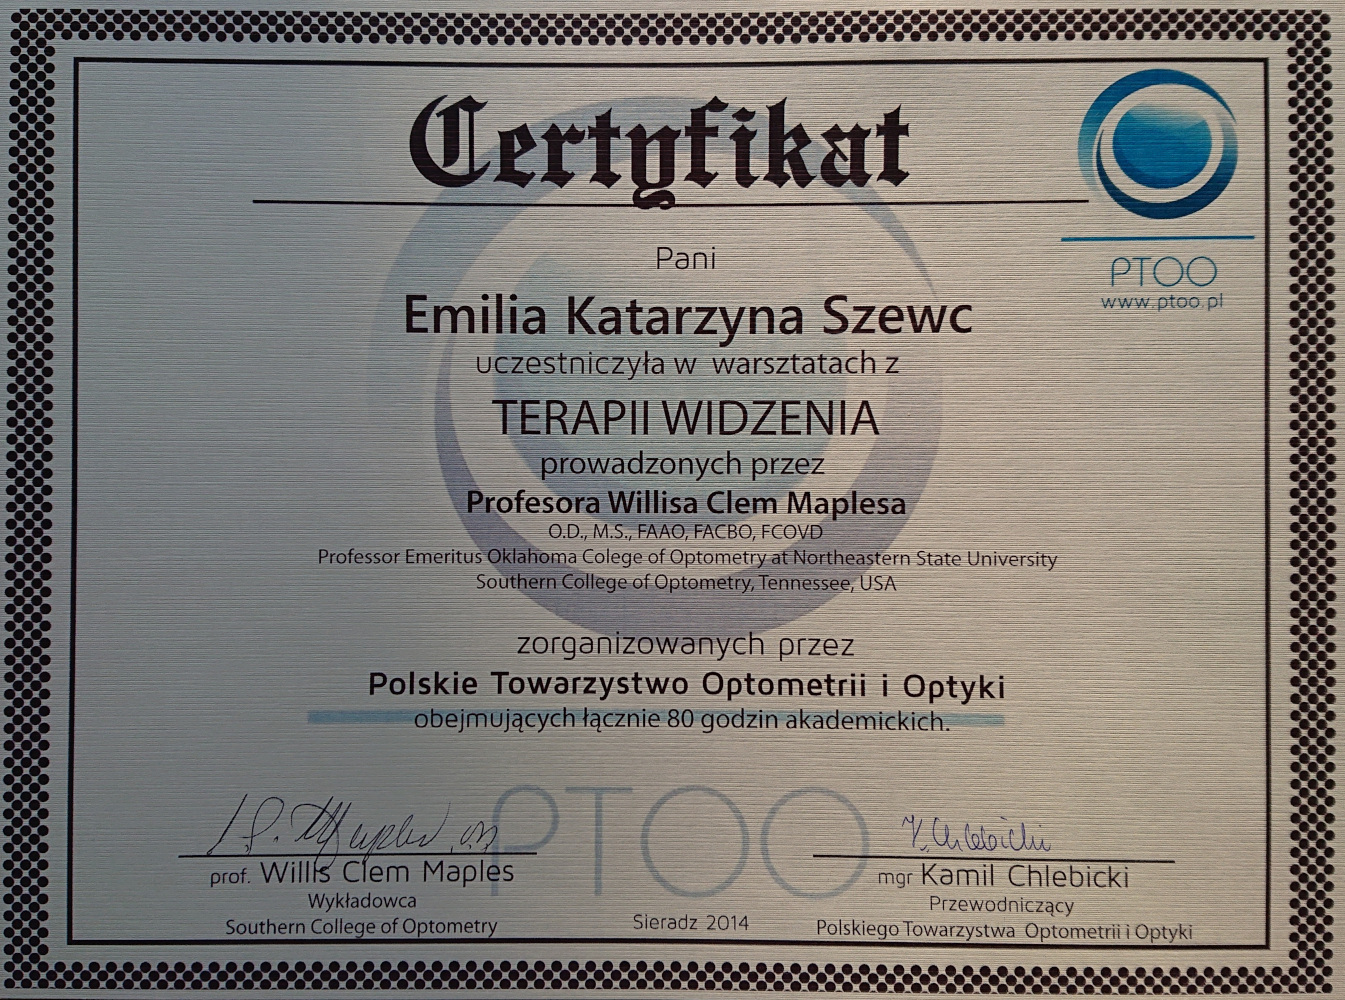 Certyfikat
PTOO
www.ptoo.pl
Pani
Emilia Katarzyna Szewc
uczestniczyła w warsztatach z
TERAPII WIDZENIA
prowadzonych przez
Profesora Willisa Clem Maplesa
O.D., M.S., FAAO, FACBO, FCOVD
Professor Emeritus Oklahoma Colege of Optometry at Northeastern State University
Southern College of Optometry, Tennessee, USA
zorganizowanych przez
Polskie Towarzystwo Optometrii i Optyki
obejmujących łącznie 80 godzin akademickich.
PTOO
K. Chlebicki
prof. Willis Clem Maples
Wykładowca
Southern College of Optometry
Sieradz 2014
mgr Kamil Chlebicki
Przewodniczący
Polskiego Towarzystwa Optometrii i Optyki